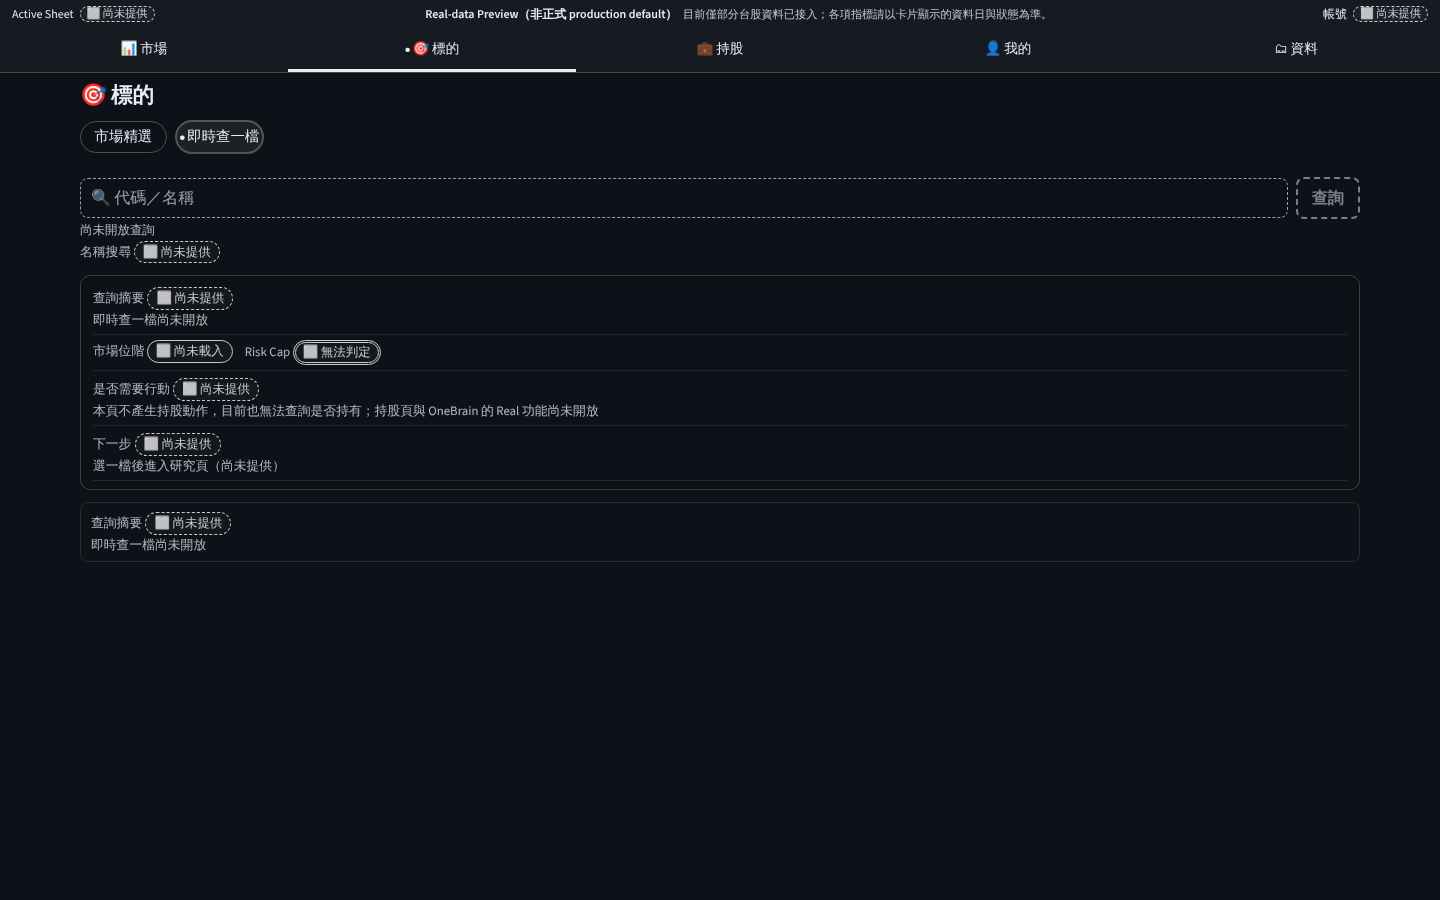 Active Sheet ⬜ 尚未提供 Real-data Preview（非正式 production default） 目前僅部分台股資料已接入；各項指標請以卡片顯示的資料日與狀態為準。 帳號 ⬜ 尚未提供
📊 市場 •🎯 標的 💼 持股 👤 我的 🗂 資料
🎯 標的
市場精選 •即時查一檔
🔍 代碼／名稱 查詢
尚未開放查詢
名稱搜尋 ⬜ 尚未提供
查詢摘要 ⬜ 尚未提供
即時查一檔尚未開放
市場位階 ⬜ 尚未載入 Risk Cap ⬜ 無法判定
是否需要行動 ⬜ 尚未提供
本頁不產生持股動作，目前也無法查詢是否持有；持股頁與 OneBrain 的 Real 功能尚未開放
下一步 ⬜ 尚未提供
選一檔後進入研究頁（尚未提供）
查詢摘要 ⬜ 尚未提供
即時查一檔尚未開放